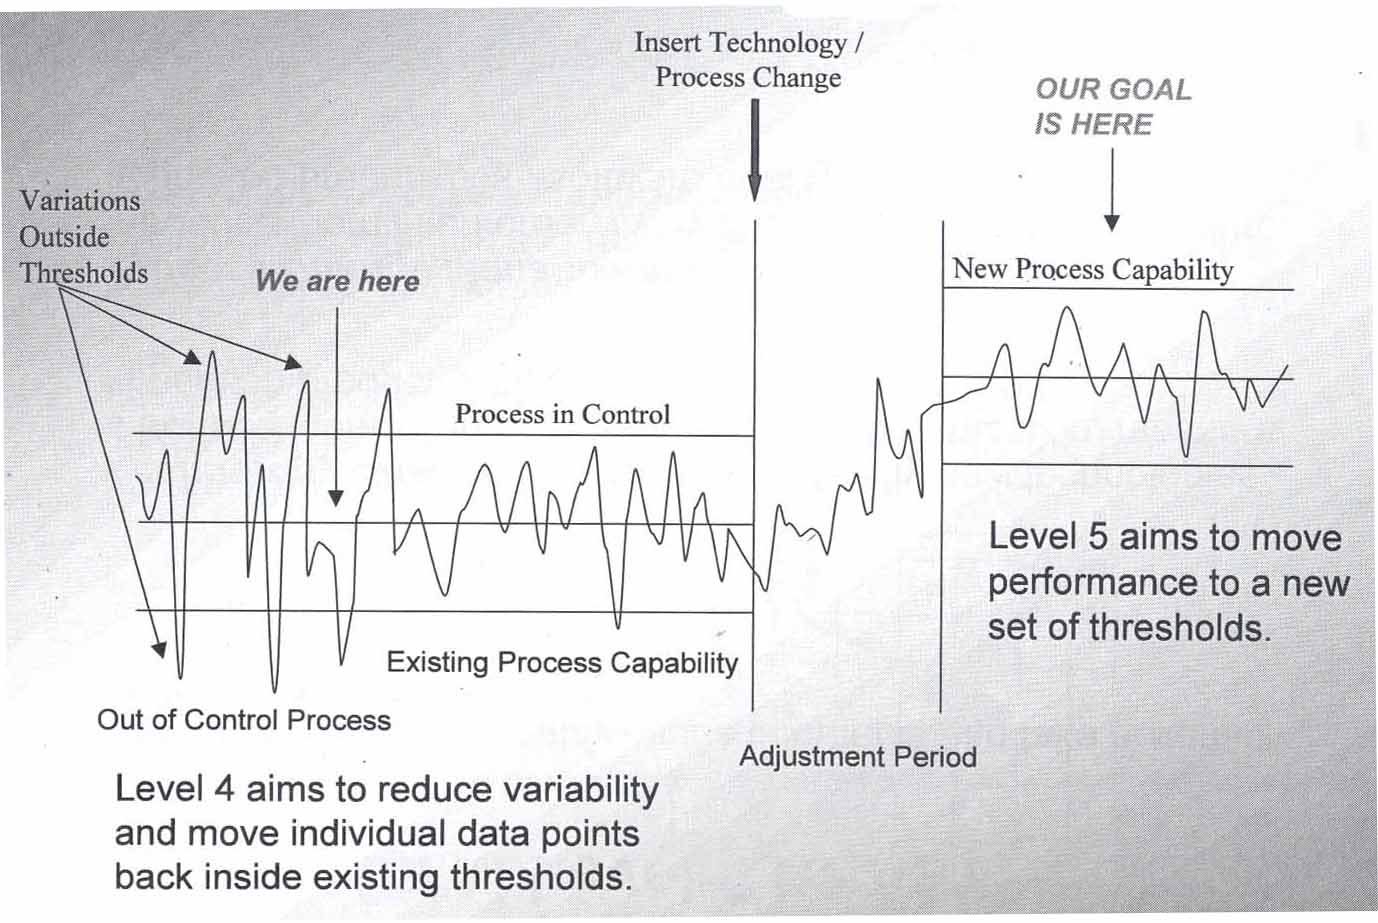 Insert Technology /
Process Change
OUR GOAL
IS HERE
Variations
Outside
Thresholds
We are here
New Process Capability
Process in Control
Level 5 aims to move
performance to a new
set of thresholds.
Existing Process Capability
Out of Control Process
Adjustment Period
Level 4 aims to reduce variability
and move individual data points
back inside existing thresholds.